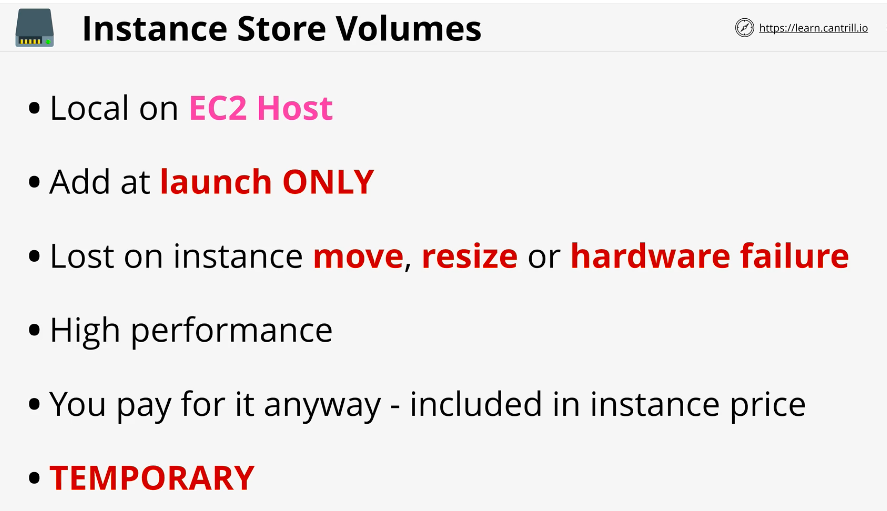 Instance Store Volumes
https://learn.cantrill.io
• Local on EC2 Host
• Add at launch ONLY
• Lost on instance move, resize or hardware failure
• High performance
• You pay for it anyway - included in instance price
• TEMPORARY